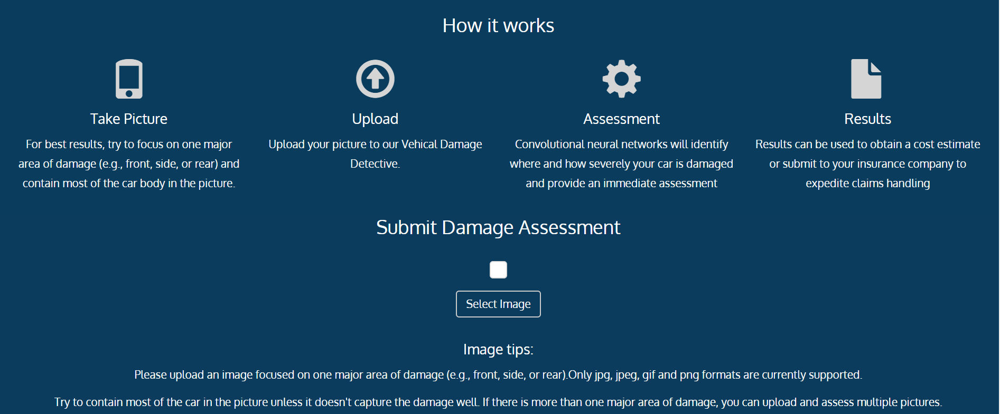 How it works
Take Picture
For best results, try to focus on one major
area of damage (e.g., front, side, or rear) and
contain most of the car body in the picture.
Upload
Upload your picture to our Vehical Damage
Detective.
Assessment
Convolutional neural networks will identify
where and how severely your car is damaged
and provide an immediate assessment
Results
Results can be used to obtain a cost estimate
or submit to your insurance company to
expedite claims handling
Submit Damage Assessment
Select Image
Image tips:
Please upload an image focused on one major area of damage (e.g., front, side, or rear).Only jpg, jpeg, gif and png formats are currently supported.
Try to contain most of the car in the picture unless it doesn't capture the damage well. If there is more than one major area of damage, you can upload and assess multiple pictures.